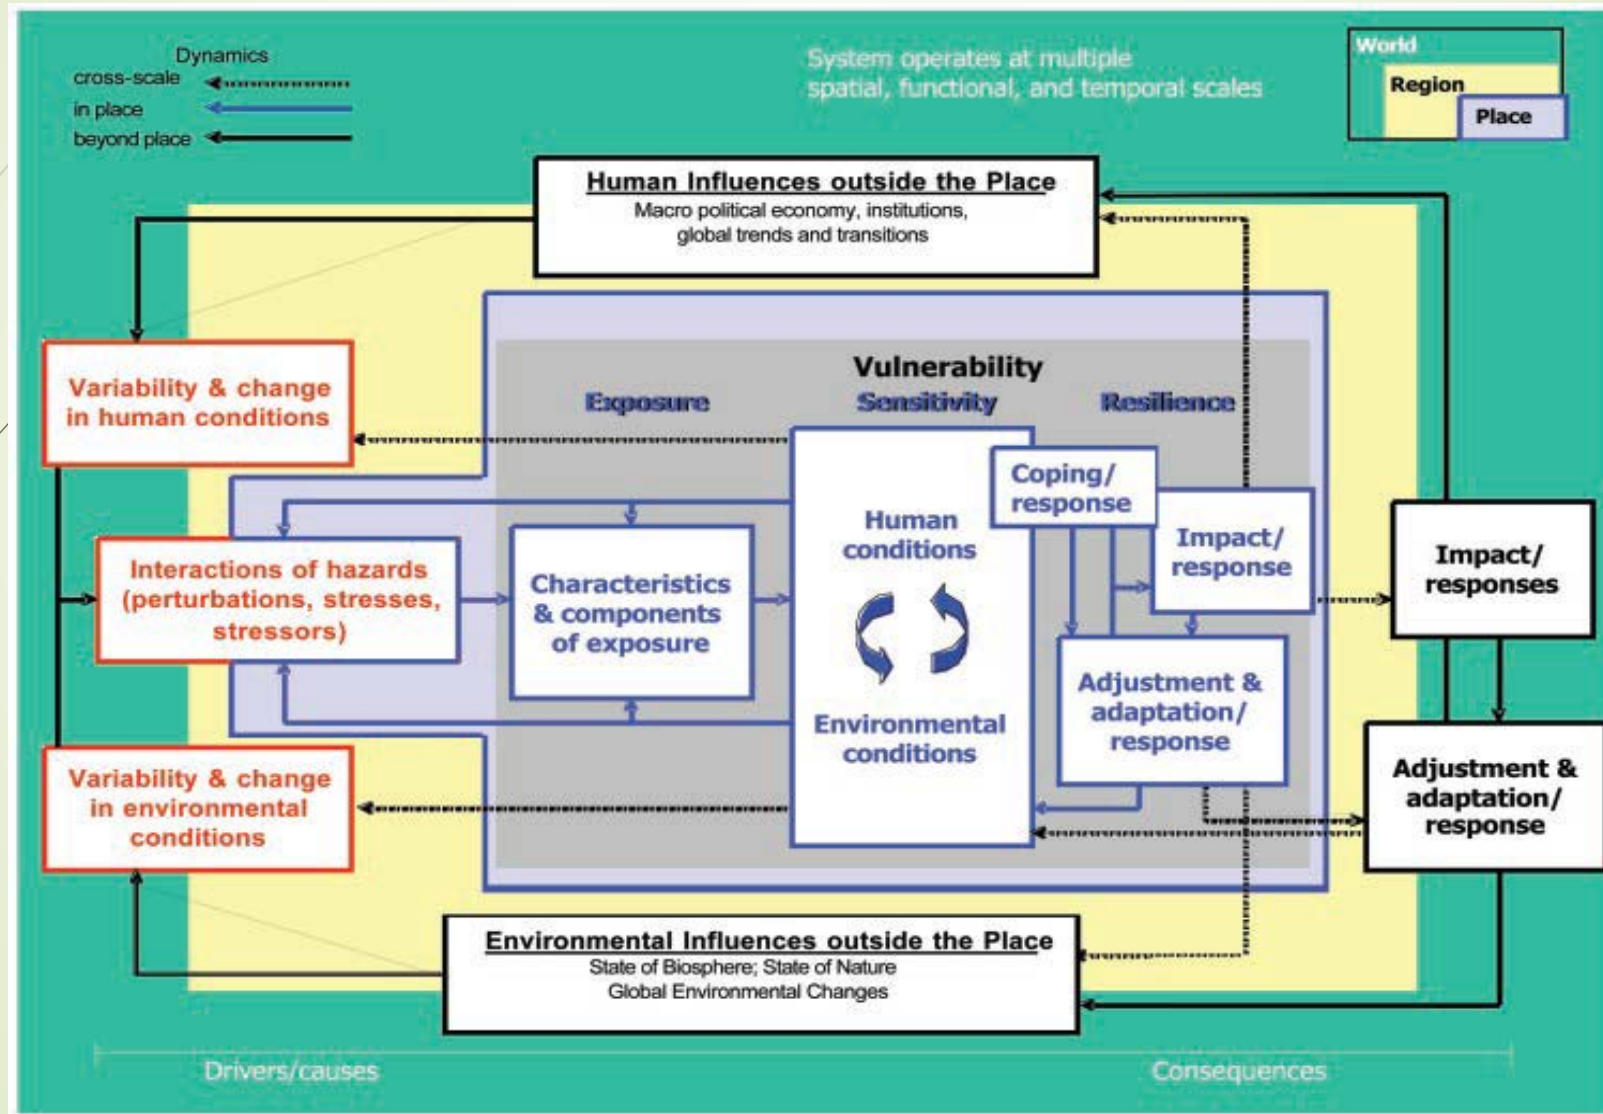 Dynamics
cross-scale
in place
beyond place
System operates at multiple
spatial, functional, and temporal scales
World
Region
Place
Human Influences outside the Place
Macro political economy, institutions,
global trends and transitions
Variability & change
in human conditions
Vulnerability
Exposure
Sensitivity
Resilience
Coping/
response
Human
conditions
Impact/
response
Impact/
responses
Interactions of hazards
(perturbations, stresses,
stressors)
Characteristics
& components
of exposure
Environmental
conditions
Adjustment &
adaptation/
response
Adjustment &
adaptation/
response
Variability & change
in environmental
conditions
Environmental Influences outside the Place
State of Biosphere; State of Nature
Global Environmental Changes
Drivers/causes
Consequences